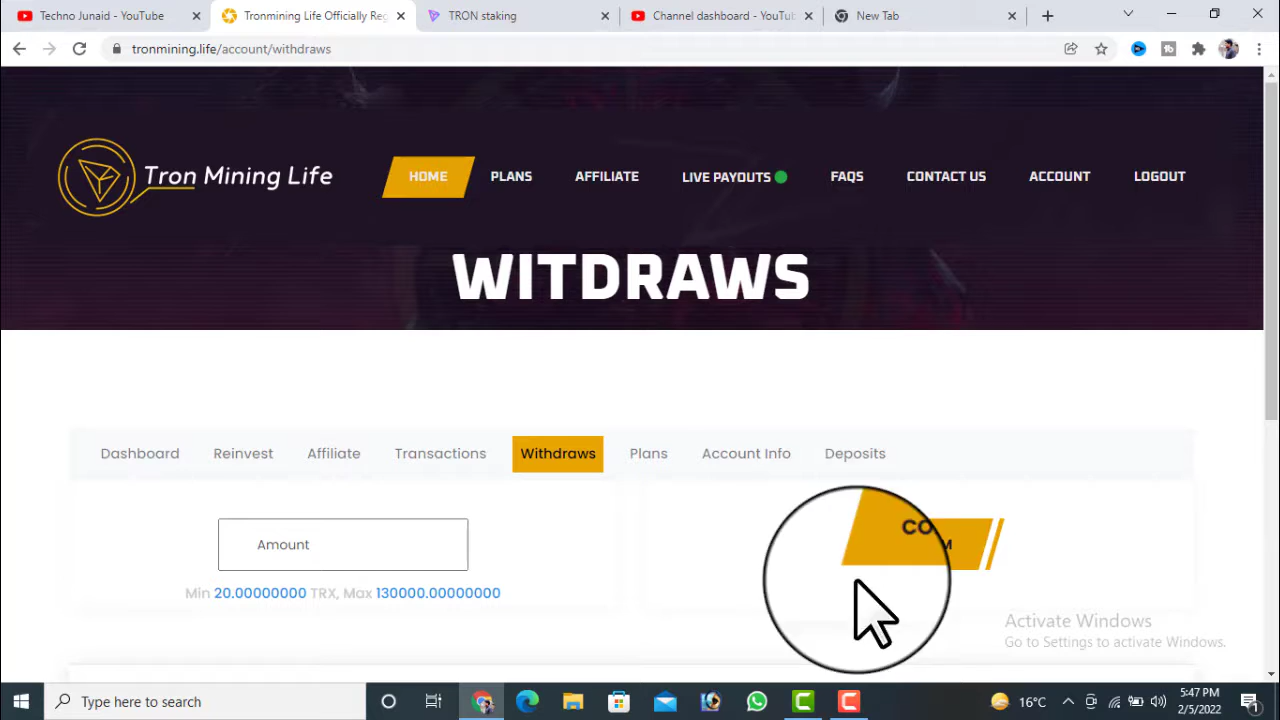 Techno Junaid - YouTube
Tronmining Life Officially Reg
TRON staking
Channel dashboard - YouTub
New Tab
tronmining.life/account/withdraws
Tron Mining Life
HOME
PLANS
AFFILIATE
LIVE PAYOUTS
FAQS
CONTACT US
ACCOUNT
LOGOUT
WITDRAWS
Dashboard
Reinvest
Affiliate
Transactions
Withdraws
Plans
Account Info
Deposits
Amount
CO
M
Min 20.00000000 TRX, Max 130000.00000000
Activate Windows
Go to Settings to activate Windows.
Type here to search
16°C
5:47 PM
2/5/2022
1